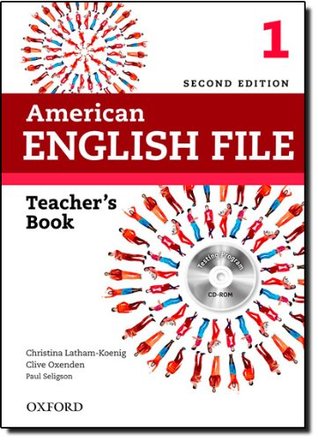 1
SECOND EDITION
American
ENGLISH FILE
Teacher's
Book
Testing Program
CD-ROM
Christina Latham-Koenig
Clive Oxenden
Paul Seligson
OXFORD